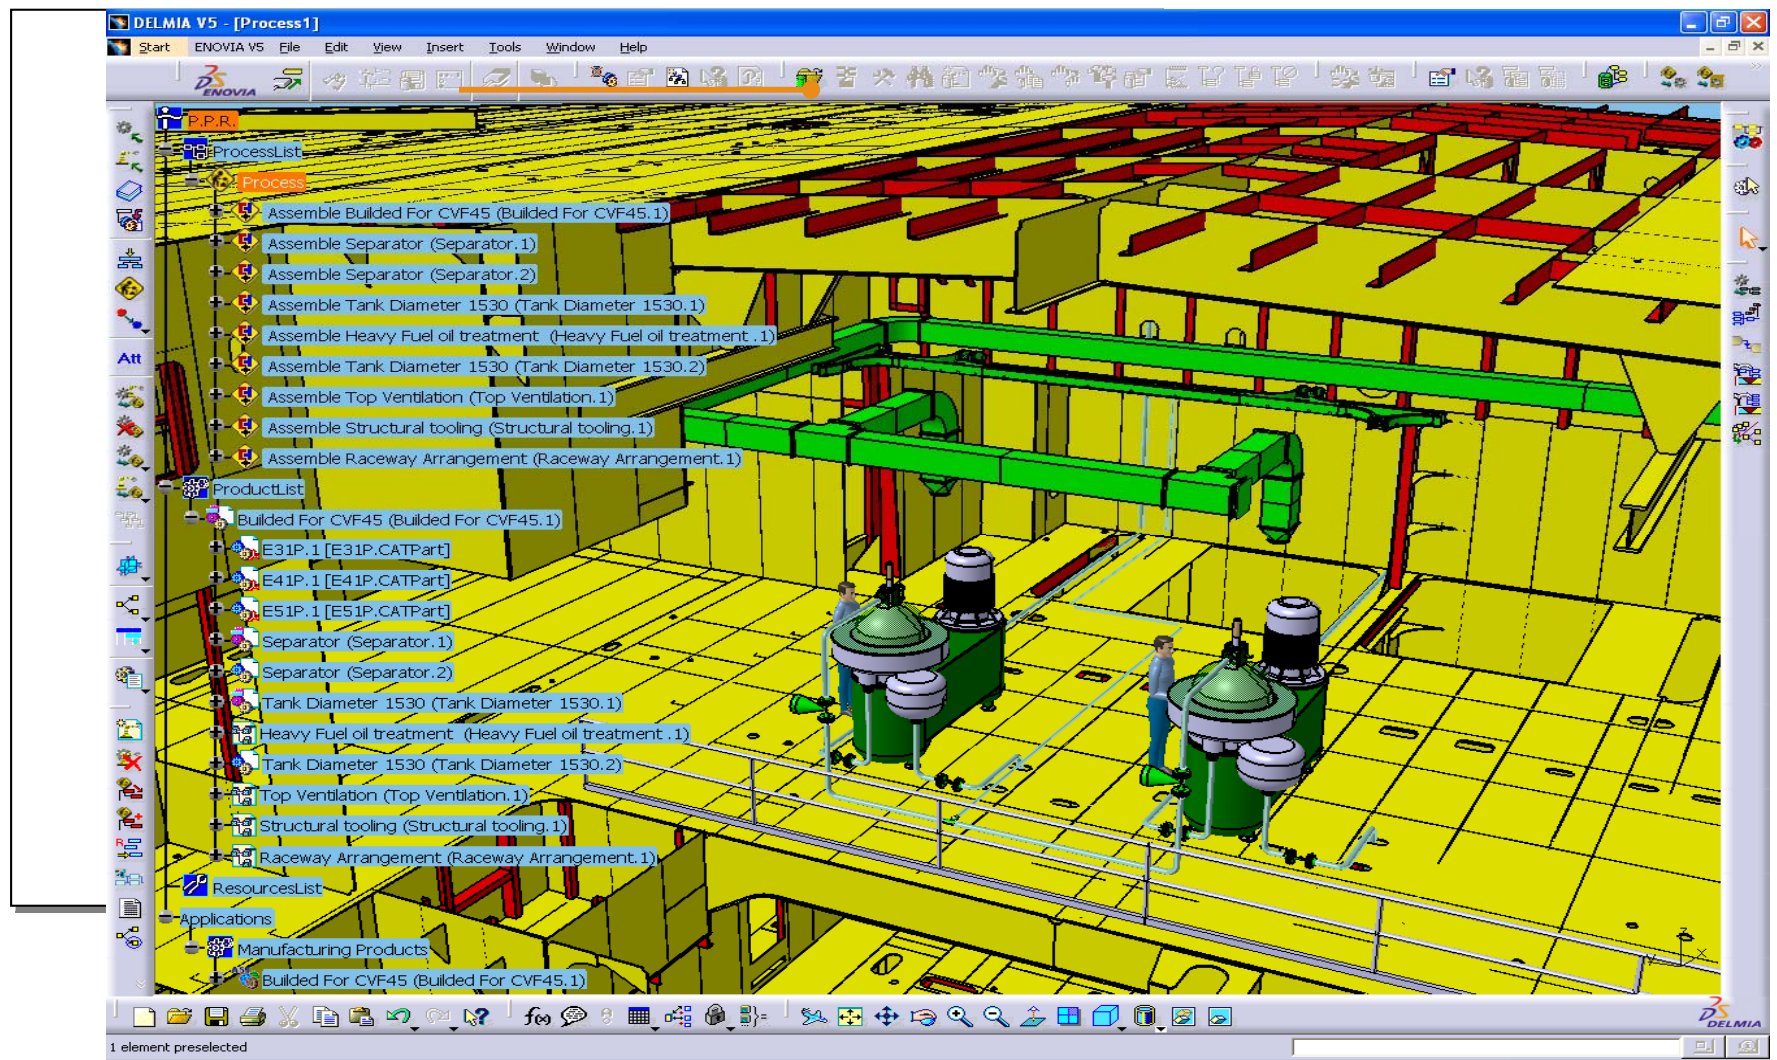 DELMIA V5 - [Process1]
Start ENOVIA V5 File Edit View Insert Tools Window Help
ENOVIA
P.P.R.
ProcessList
Process
Assemble Builded For CVF45 (Builded For CVF45.1)
Assemble Separator (Separator.1)
Assemble Separator (Separator.2)
Assemble Tank Diameter 1530 (Tank Diameter 1530.1)
Assemble Heavy Fuel oil treatment (Heavy Fuel oil treatment .1)
Assemble Tank Diameter 1530 (Tank Diameter 1530.2)
Assemble Top Ventilation (Top Ventilation.1)
Assemble Structural tooling (Structural tooling.1)
Assemble Raceway Arrangement (Raceway Arrangement.1)
ProductList
Builded For CVF45 (Builded For CVF45.1)
E31P.1 [E31P.CATPart]
E41P.1 [E41P.CATPart]
E51P.1 [E51P.CATPart]
Separator (Separator.1)
Separator (Separator.2)
Tank Diameter 1530 (Tank Diameter 1530.1)
Heavy Fuel oil treatment (Heavy Fuel oil treatment .1)
Tank Diameter 1530 (Tank Diameter 1530.2)
Top Ventilation (Top Ventilation.1)
Structural tooling (Structural tooling.1)
Raceway Arrangement (Raceway Arrangement.1)
ResourcesList
Applications
Manufacturing Products
Builded For CVF45 (Builded For CVF45.1)
Att
f(x)
DELMIA
1 element preselected